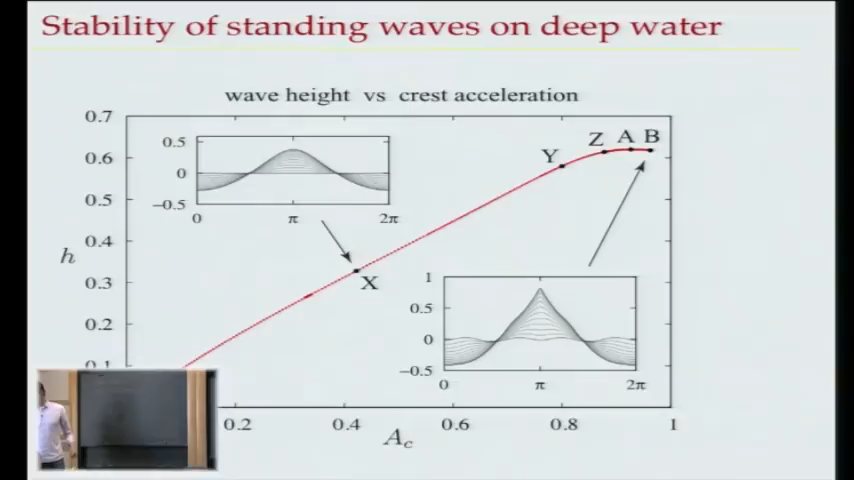 Stability of standing waves on deep water
wave height vs crest acceleration
0.7
0.6
0.5
0.4
0.3
0.2
0.1
h
0.2
0.4
0.6
0.8
1
A_c
X
Y
Z
A
B
0.5
0
−0.5
0
π
2π
1
0.5
0
−0.5
0
π
2π